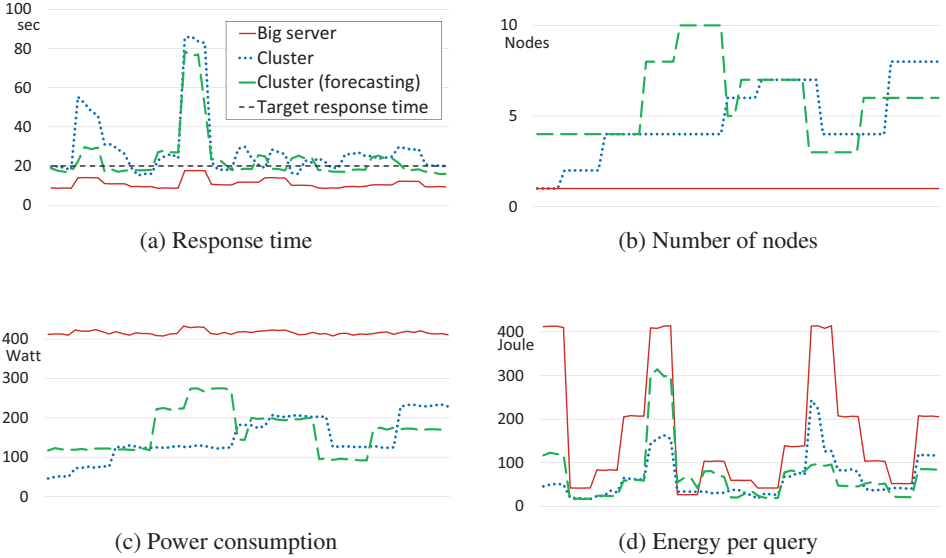 100
sec
80
60
40
20
0
Big server
Cluster
Cluster (forecasting)
Target response time
(a) Response time
10
Nodes
5
0
(b) Number of nodes
400
Watt
300
200
100
0
(c) Power consumption
400
Joule
300
200
100
0
(d) Energy per query